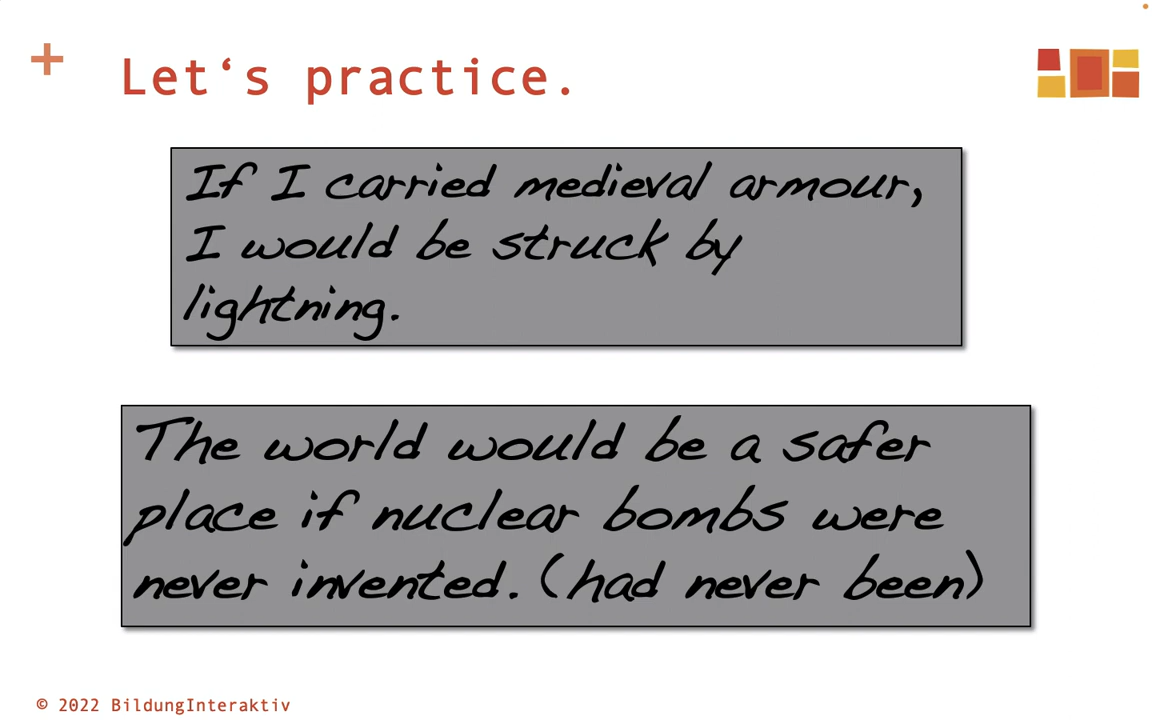 Let‘s practice.
If I carried medieval armour,
I would be struck by
lightning.
The world would be a safer
place if nuclear bombs were
never invented. (had never been)
© 2022 BildungInteraktiv